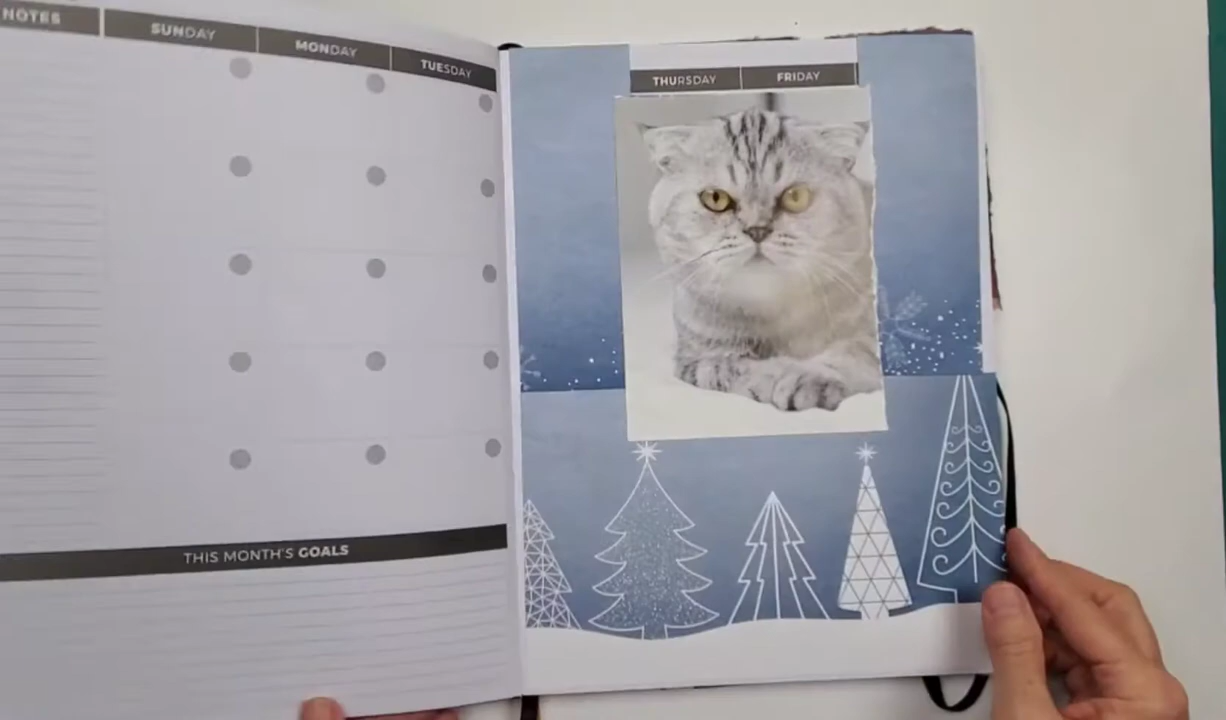 NOTES
SUNDAY
MONDAY
TUESDAY
THURSDAY
FRIDAY
THIS MONTH'S GOALS